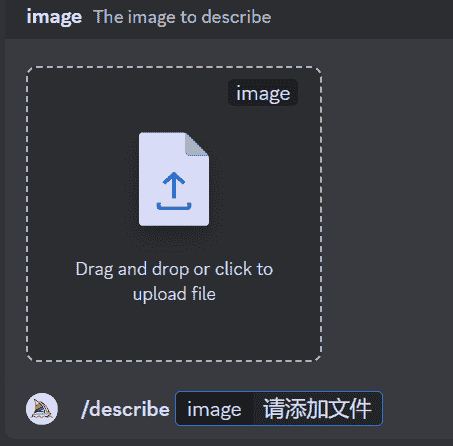 image The image to describe
image
Drag and drop or click to
upload file
/describe image 请添加文件